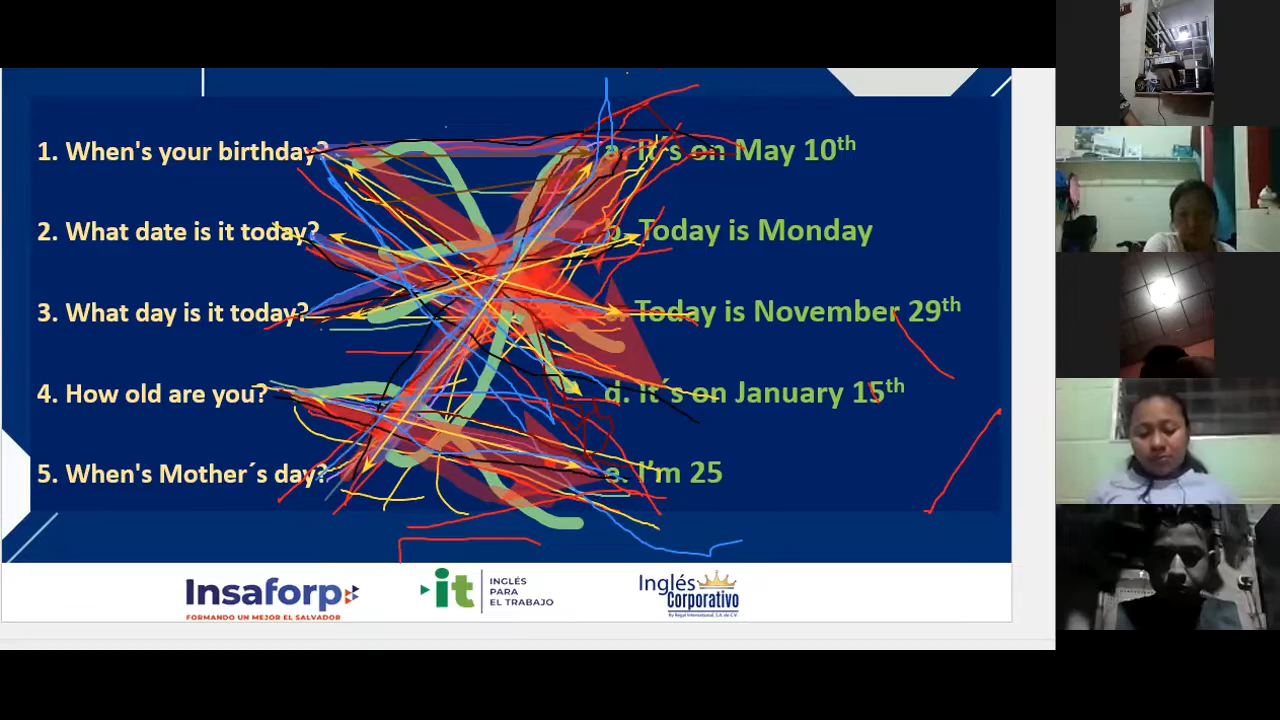 1. When's your birthday?
a. It´s on May 10th
2. What date is it today?
b. Today is Monday
3. What day is it today?
c. Today is November 29th
4. How old are you?
d. It´s on January 15th
5. When's Mother´s day?
e. I'm 25
Insaforp
FORMANDO UN MEJOR EL SALVADOR
it
INGLÉS
PARA
EL TRABAJO
Inglés
Corporativo